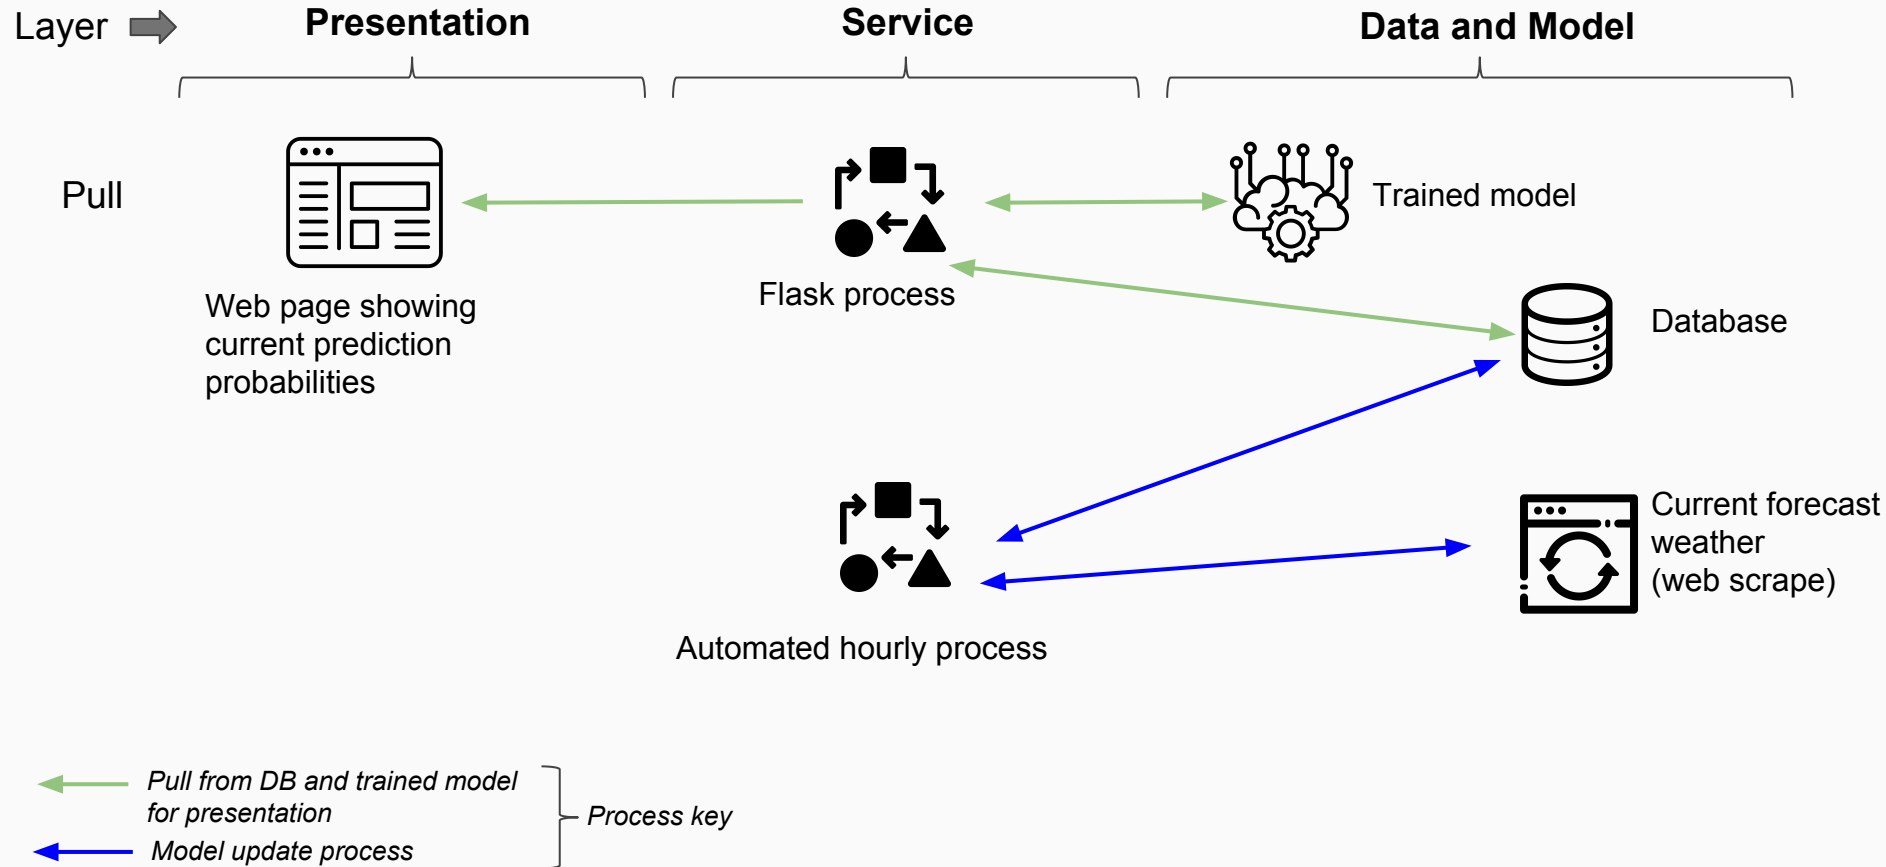 Layer
Presentation
Service
Data and Model
Pull
Trained model
Flask process
Web page showing
current prediction
probabilities
Database
Current forecast
weather
(web scrape)
Automated hourly process
Pull from DB and trained model
for presentation
Process key
Model update process